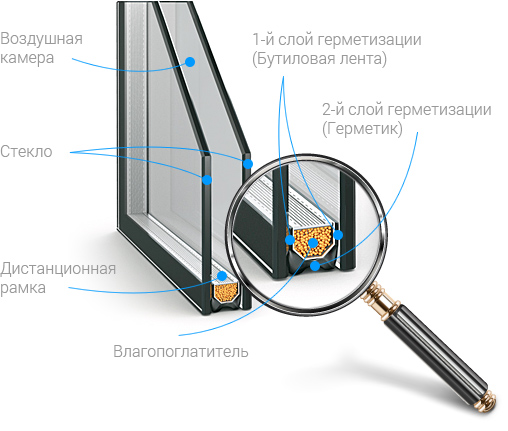 Воздушная
камера
1-й слой герметизации
(Бутиловая лента)
2-й слой герметизации
(Герметик)
Стекло
Дистанционная
рамка
Влагопоглатитель